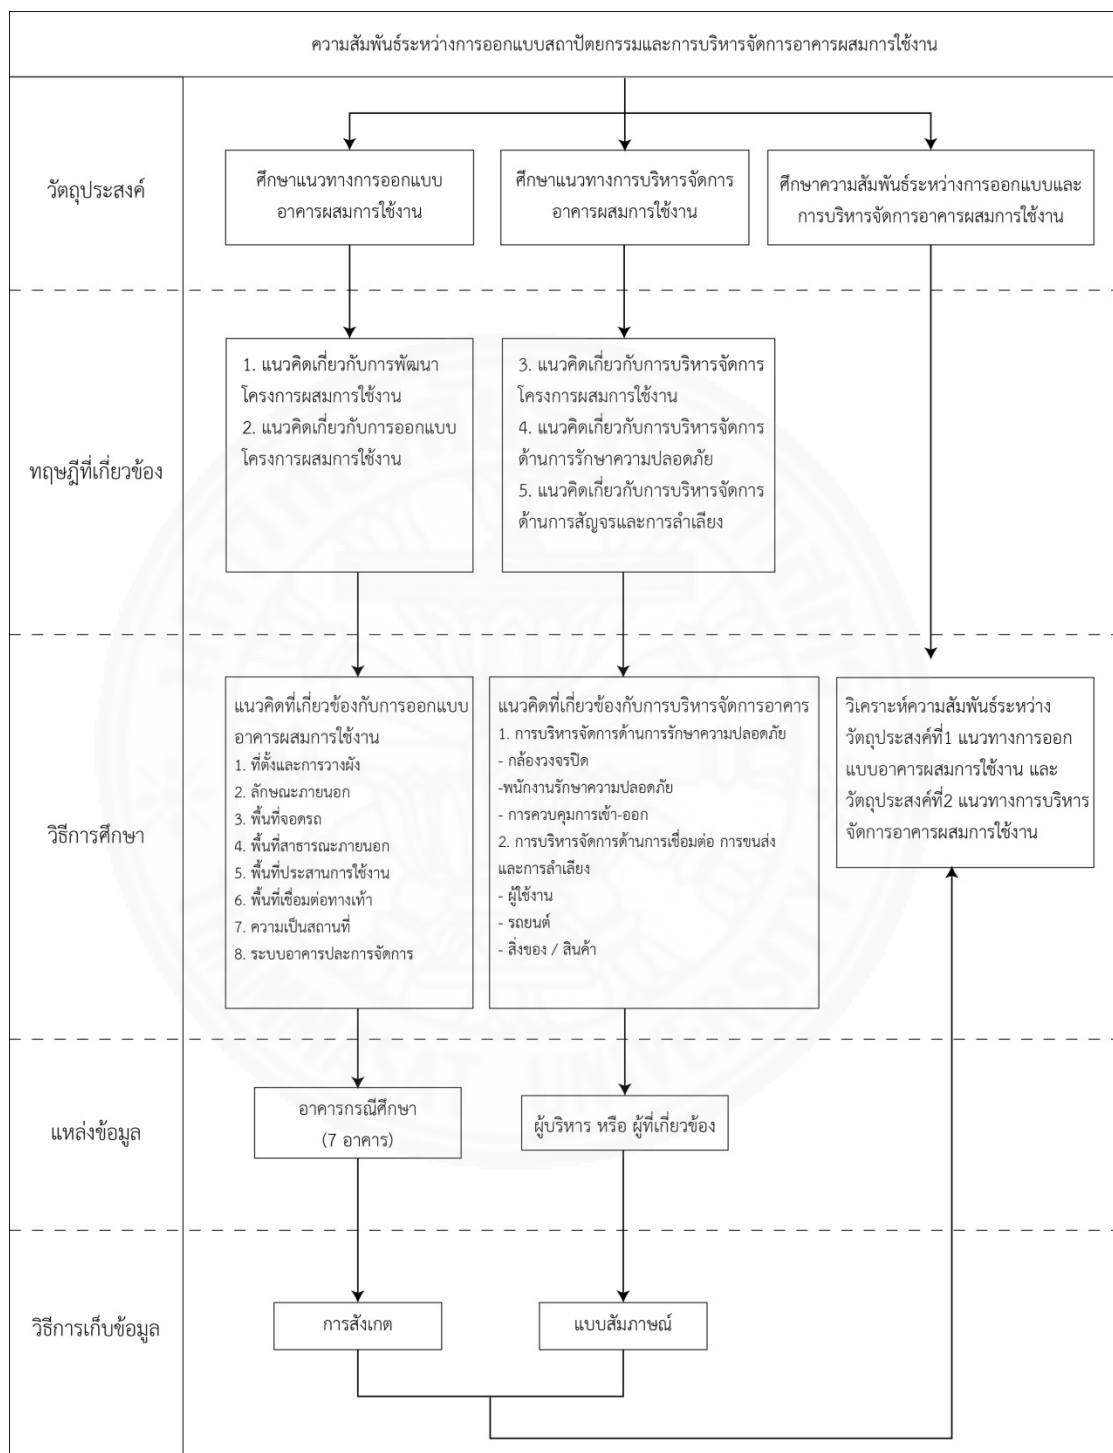 ความสัมพันธ์ระหว่างการออกแบบสถาปัตยกรรมและการบริหารจัดการอาคารผสมการใช้งาน
วัตถุประสงค์
ศึกษาแนวทางการออกแบบ
อาคารผสมการใช้งาน
ศึกษาแนวทางการบริหารจัดการ
อาคารผสมการใช้งาน
ศึกษาความสัมพันธ์ระหว่างการออกแบบและ
การบริหารจัดการอาคารผสมการใช้งาน
ทฤษฎีที่เกี่ยวข้อง
1. แนวคิดเกี่ยวกับการพัฒนา
โครงการผสมการใช้งาน
2. แนวคิดเกี่ยวกับการออกแบบ
โครงการผสมการใช้งาน
3. แนวคิดเกี่ยวกับการบริหารจัดการ
โครงการผสมการใช้งาน
4. แนวคิดเกี่ยวกับการบริหารจัดการ
ด้านการรักษาความปลอดภัย
5. แนวคิดเกี่ยวกับการบริหารจัดการ
ด้านการสัญจรและการลำเลียง
วิธีการศึกษา
แนวคิดที่เกี่ยวข้องกับการออกแบบ
อาคารผสมการใช้งาน
1. ที่ตั้งและการวางผัง
2. ลักษณะภายนอก
3. พื้นที่จอดรถ
4. พื้นที่สาธารณะภายนอก
5. พื้นที่ประสานการใช้งาน
6. พื้นที่เชื่อมต่อทางเท้า
7. ความเป็นสถานที่
8. ระบบอาคารปละการจัดการ
แนวคิดที่เกี่ยวข้องกับการบริหารจัดการอาคาร
1. การบริหารจัดการด้านการรักษาความปลอดภัย
- กล้องวงจรปิด
-พนักงานรักษาความปลอดภัย
- การควบคุมการเข้า-ออก
2. การบริหารจัดการด้านการเชื่อมต่อ การขนส่ง
และการลำเลียง
- ผู้ใช้งาน
- รถยนต์
- สิ่งของ / สินค้า
วิเคราะห์ความสัมพันธ์ระหว่าง
วัตถุประสงค์ที่1 แนวทางการออก
แบบอาคารผสมการใช้งาน และ
วัตถุประสงค์ที่2 แนวทางการบริหาร
จัดการอาคารผสมการใช้งาน
แหล่งข้อมูล
อาคารกรณีศึกษา
(7 อาคาร)
ผู้บริหาร หรือ ผู้ที่เกี่ยวข้อง
วิธีการเก็บข้อมูล
การสังเกต
แบบสัมภาษณ์